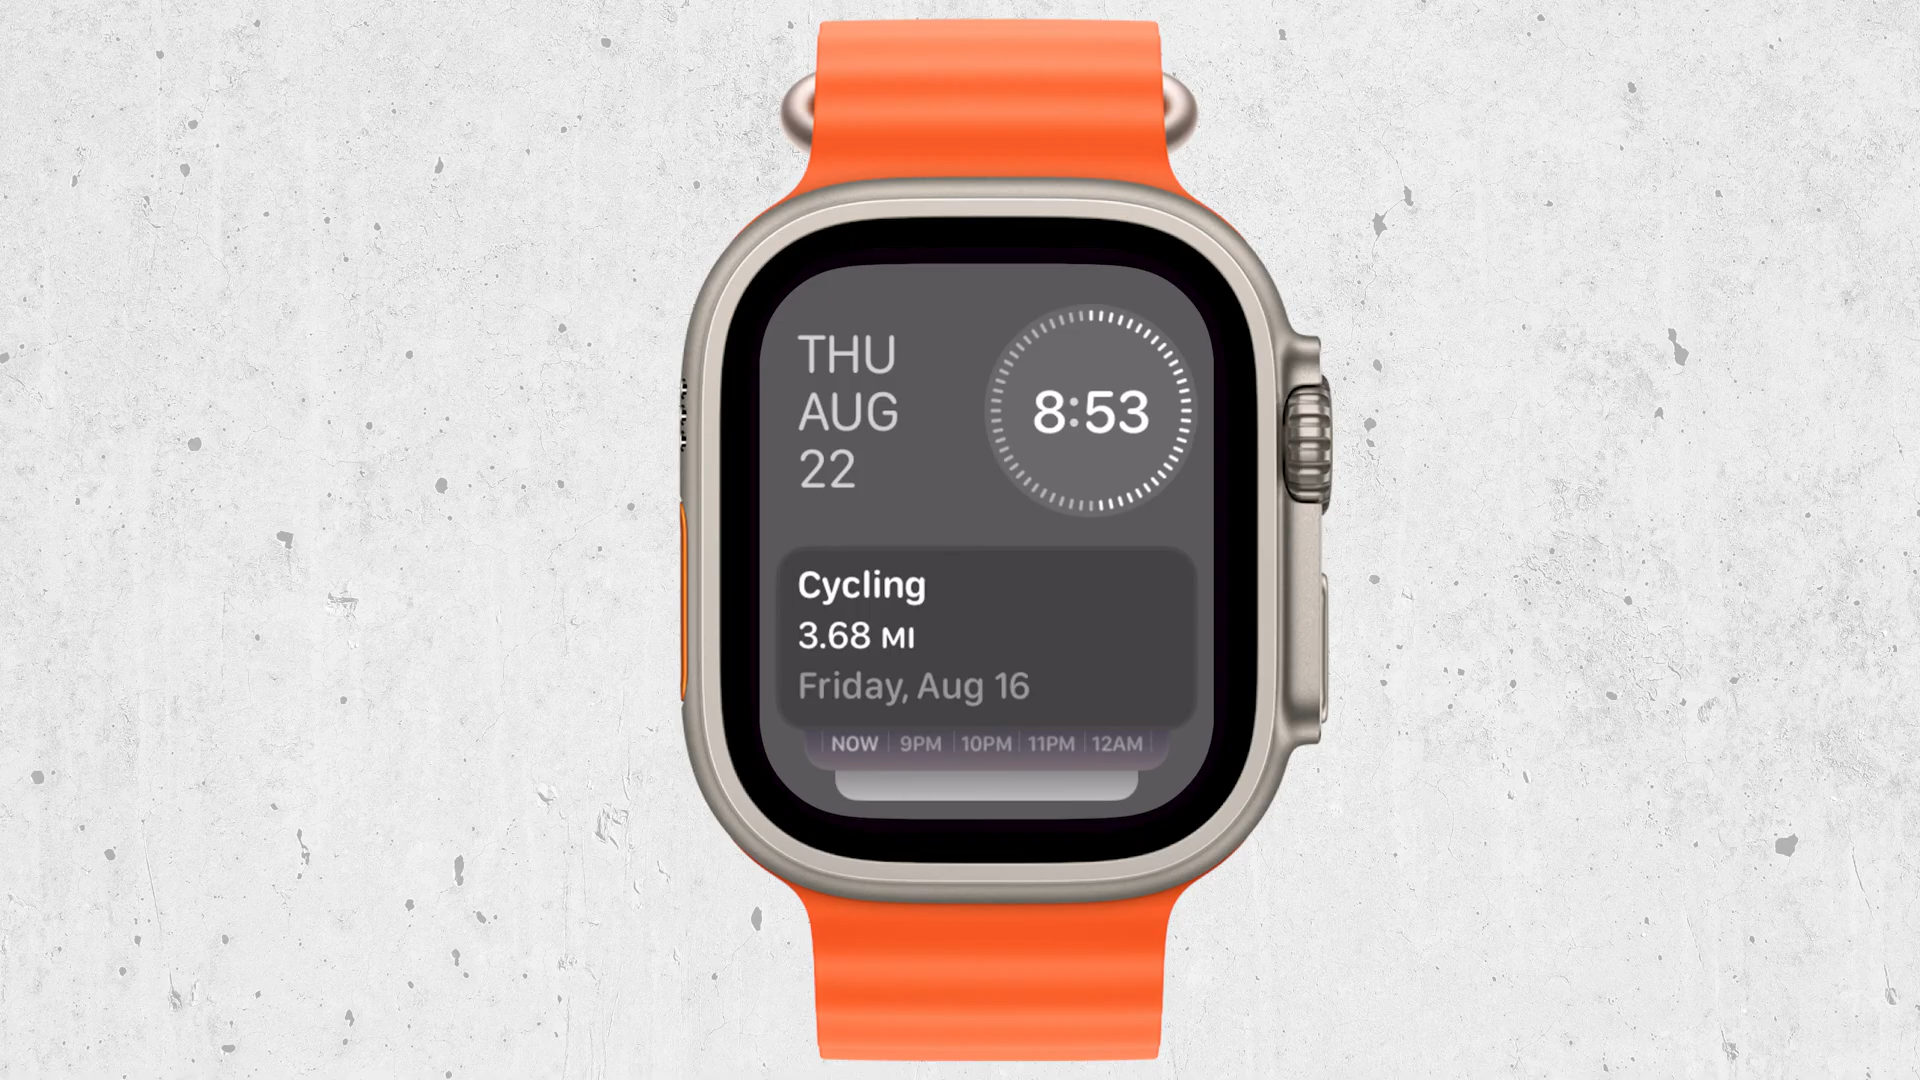 THU
AUG
22
8:53
Cycling
3.68 MI
Friday, Aug 16
NOW 9PM 10PM 11PM 12AM